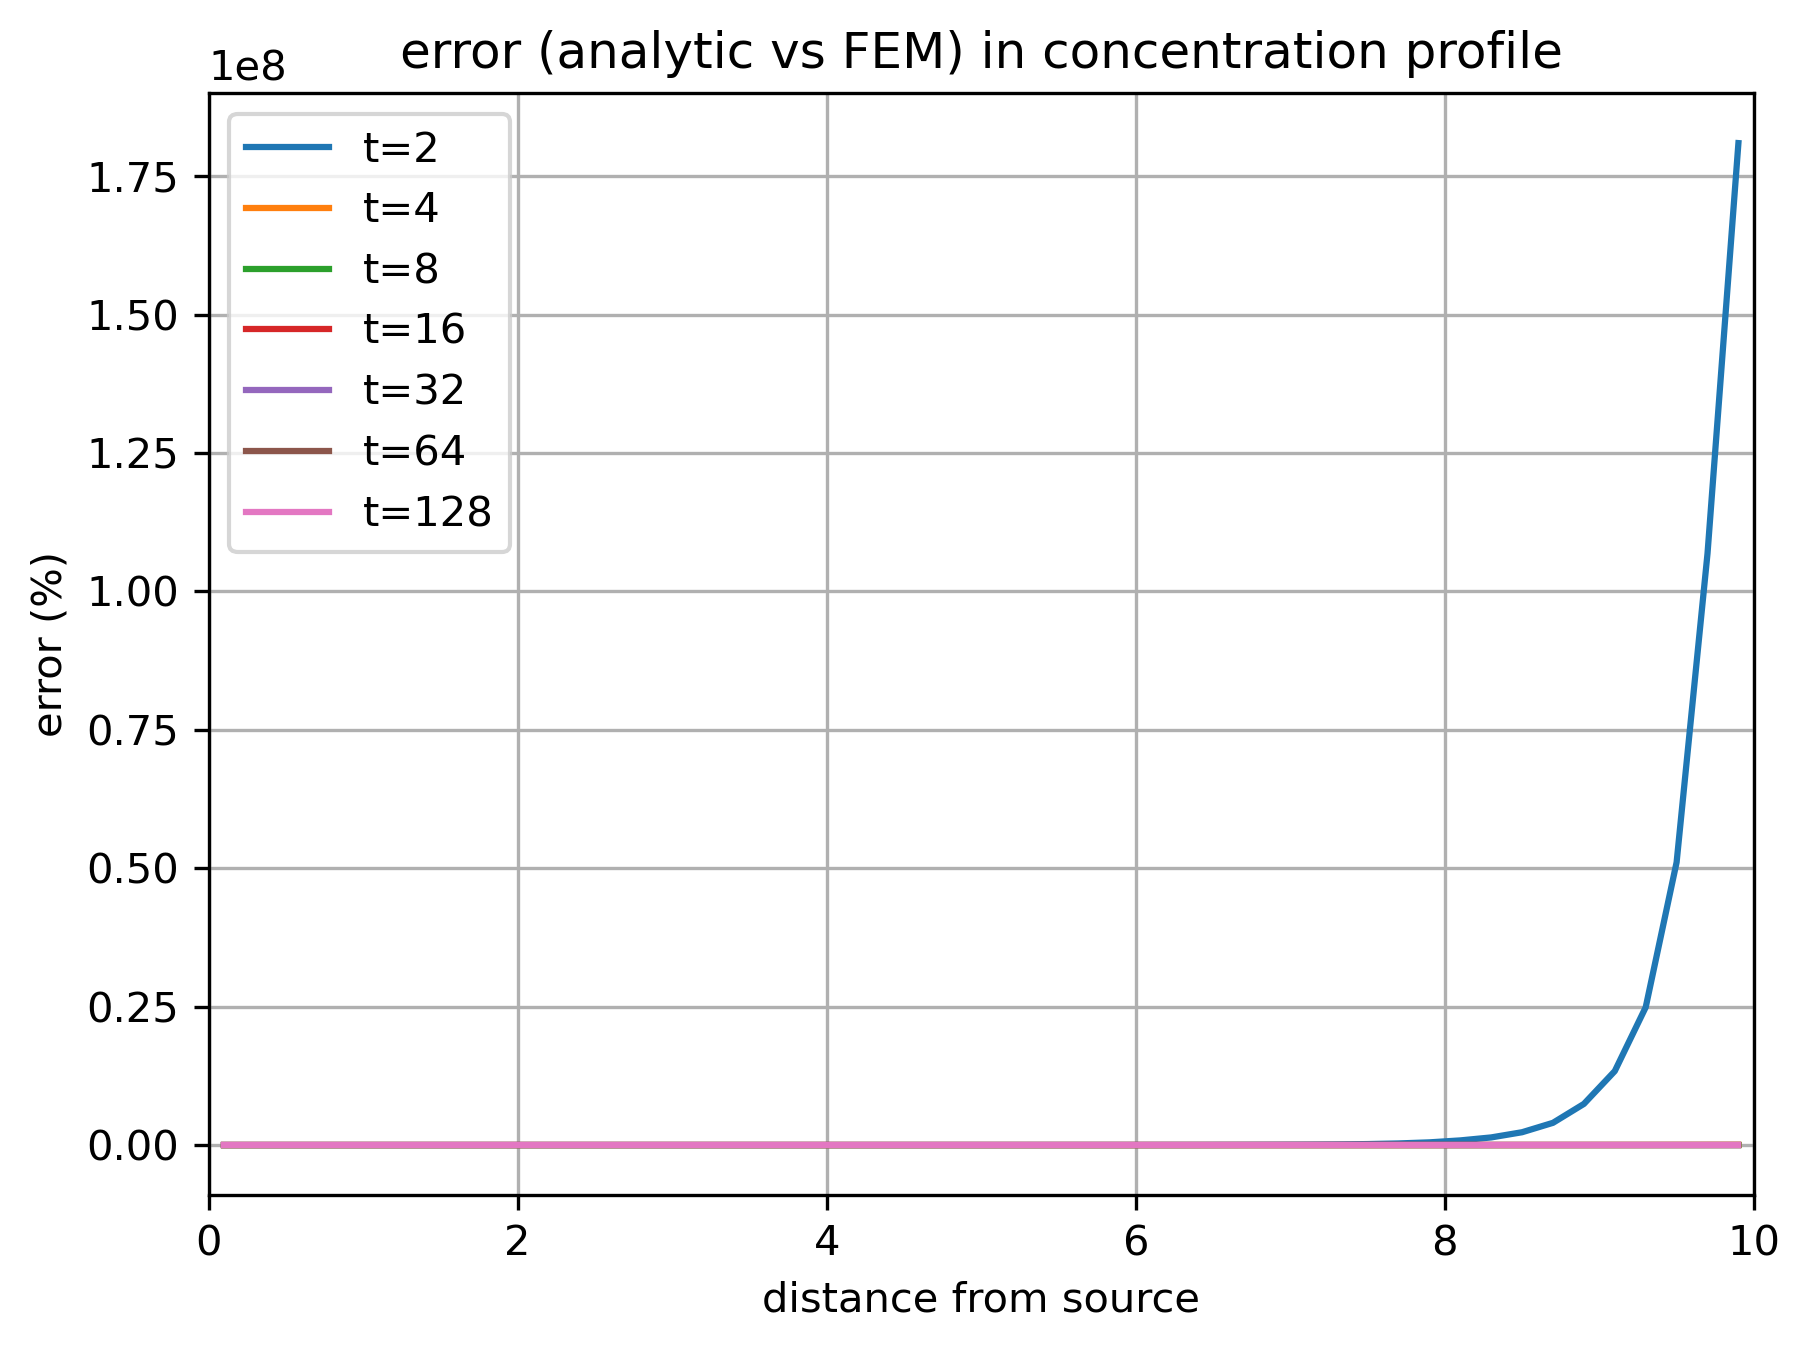 error (analytic vs FEM) in concentration profile
1e8
t=2
t=4
t=8
t=16
t=32
t=64
t=128
error (%)
1.75
1.50
1.25
1.00
0.75
0.50
0.25
0.00
0 2 4 6 8 10
distance from source